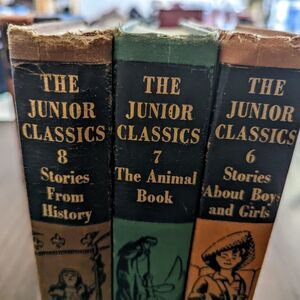 THE
JUNIOR
CLASSICS
8
Stories
From
History
THE
JUNIOR
CLASSICS
7
The Animal
Book
THE
JUNIOR
CLASSICS
6
Stories
About Boys
and Girls